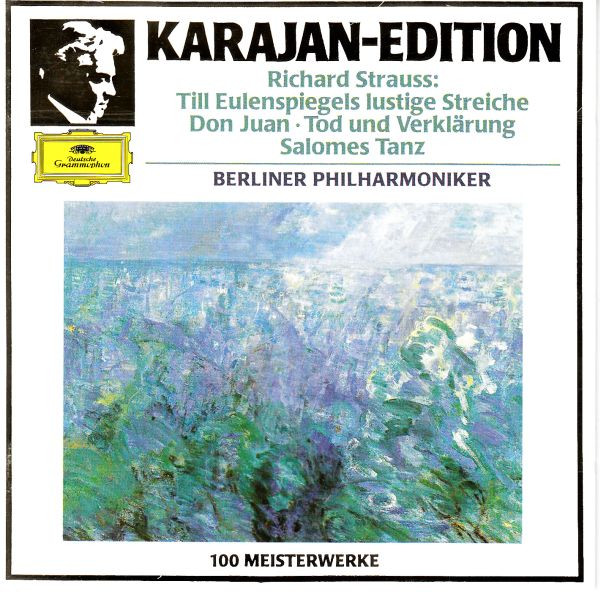 KARAJAN-EDITION
Richard Strauss:
Till Eulenspiegels lustige Streiche
Don Juan · Tod und Verklärung
Salomes Tanz
Deutsche
Grammophon
BERLINER PHILHARMONIKER
100 MEISTERWERKE